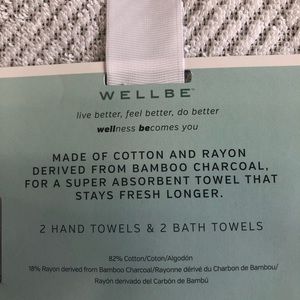 WELLBE™
live better, feel better, do better
wellness becomes you
MADE OF COTTON AND RAYON
DERIVED FROM BAMBOO CHARCOAL,
FOR A SUPER ABSORBENT TOWEL THAT
STAYS FRESH LONGER.
2 HAND TOWELS & 2 BATH TOWELS
82% Cotton/Coton/Algodón
18% Rayon derived from Bamboo Charcoal/Rayonne dérivé du Charbon de Bambou/
Rayón derivado del Carbón de Bambú